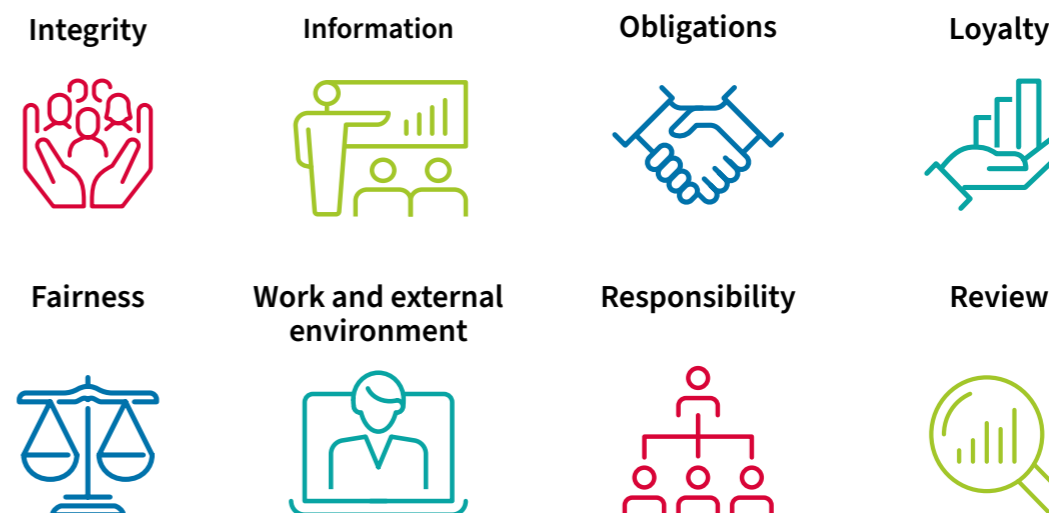 Integrity
Information
Obligations
Loyalty
Fairness
Work and external
environment
Responsibility
Review